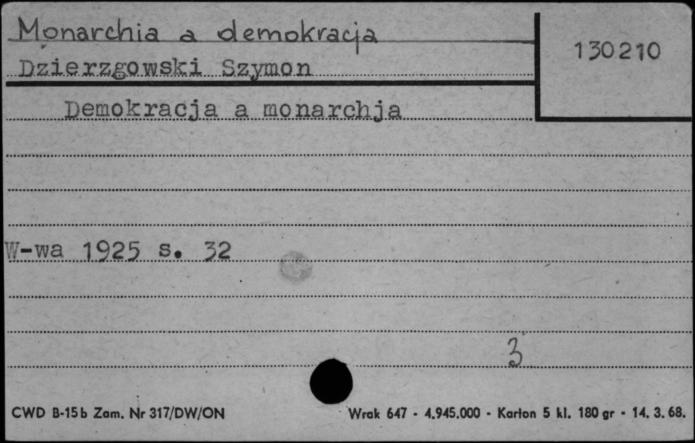 Monarchia a demokracja
130210
Dzierzgowski Szymon
Demokracja a monarchja
W-wa 1925 s. 32
3
CWD B-15b Zam. Nr 317/DW/ON
Wrak 647 - 4.945.000 - Karton 5 kl. 180 gr - 14. 3. 68.